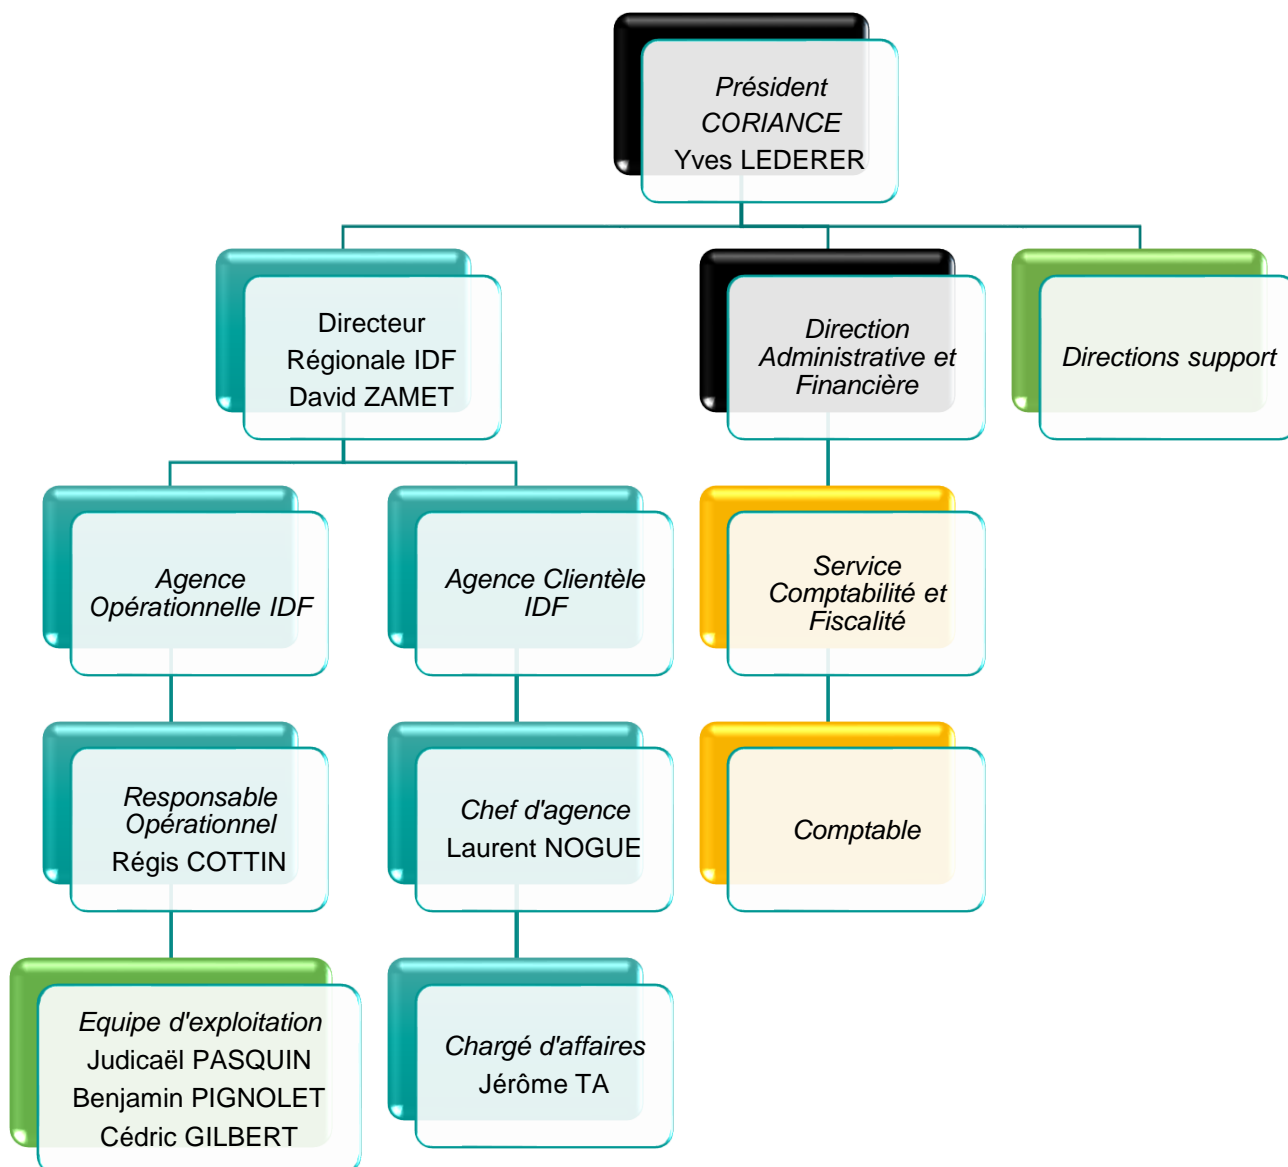 Président
CORIANCE
Yves LEDERER
Directeur
Régionale IDF
David ZAMET
Direction
Administrative et
Financière
Directions support
Agence
Opérationnelle IDF
Agence Clientèle
IDF
Service
Comptabilité et
Fiscalité
Responsable
Opérationnel
Régis COTTIN
Chef d'agence
Laurent NOGUE
Comptable
Equipe d'exploitation
Judicaël PASQUIN
Benjamin PIGNOLET
Cédric GILBERT
Chargé d'affaires
Jérôme TA